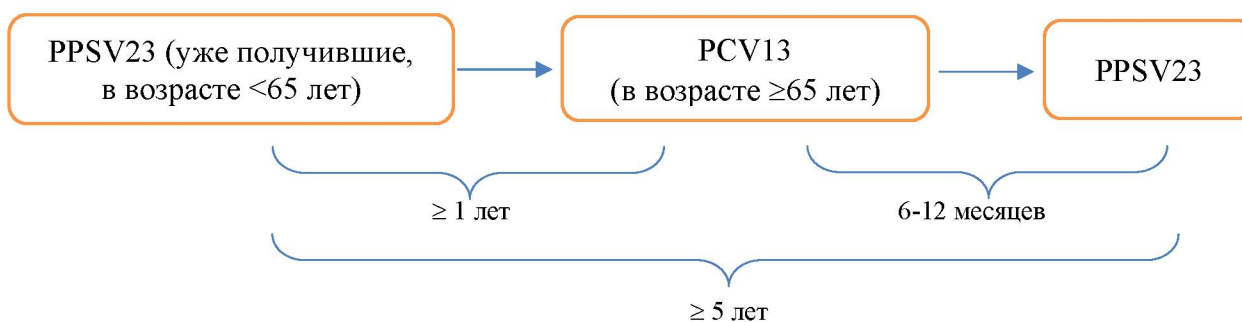 PPSV23 (уже получившие,
в возрасте <65 лет)
PCV13
(в возрасте ≥65 лет)
PPSV23
≥ 1 лет
6-12 месяцев
≥ 5 лет